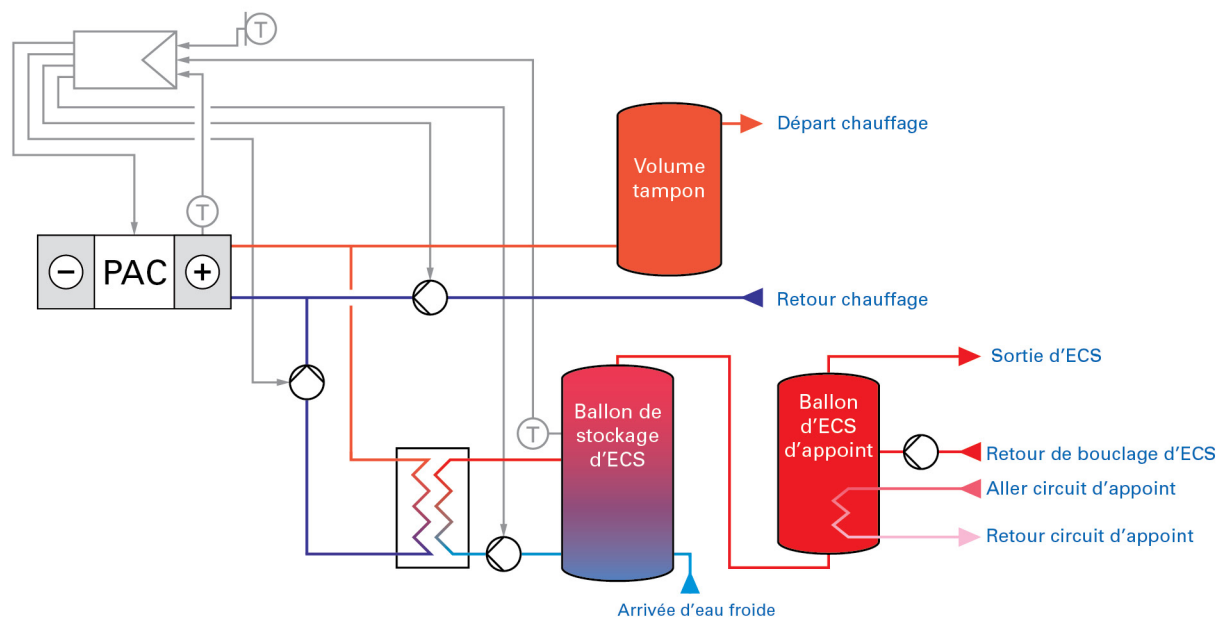 T
Départ chauffage
Volume
tampon
T
− PAC +
Retour chauffage
Sortie d’ECS
Ballon de
stockage
d’ECS
T
Ballon
d’ECS
d’appoint
Retour de bouclage d’ECS
Aller circuit d’appoint
Retour circuit d’appoint
Arrivée d’eau froide